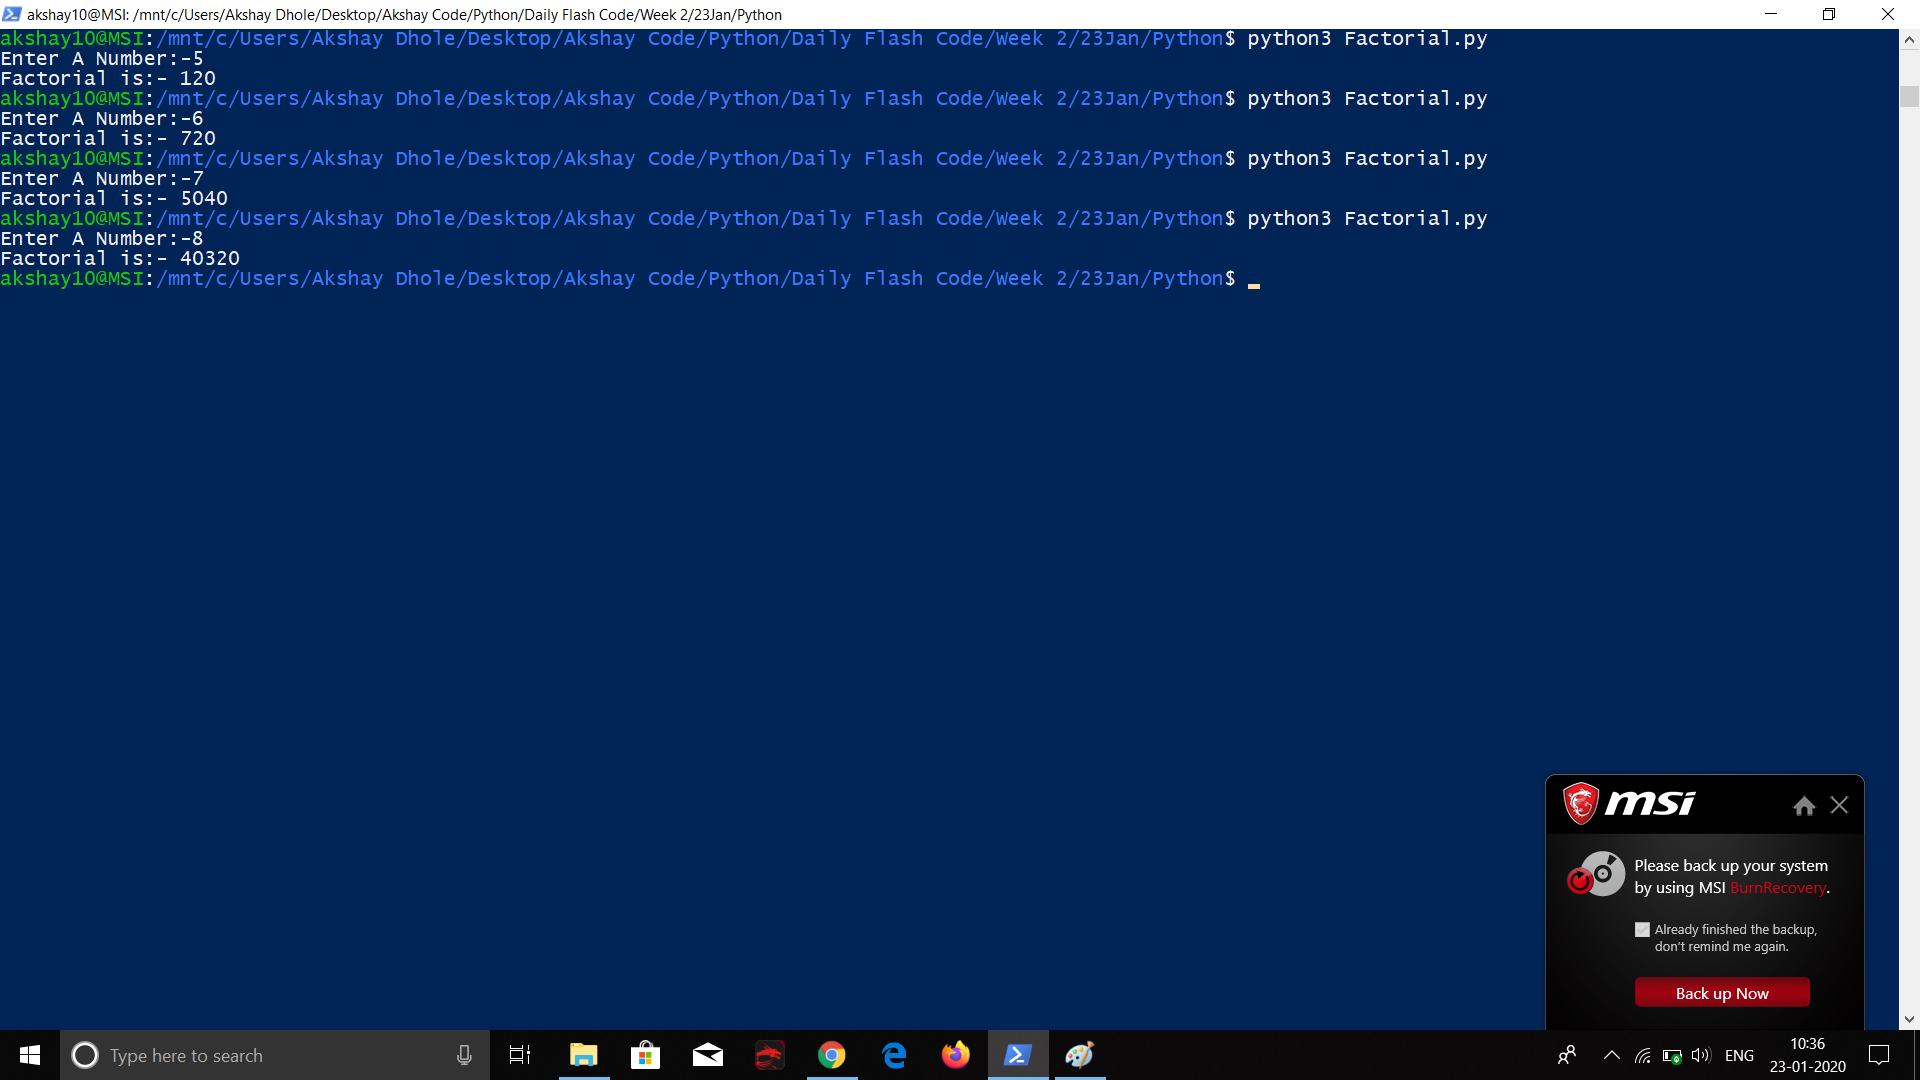 akshay10@MSI: /mnt/c/Users/Akshay Dhole/Desktop/Akshay Code/Python/Daily Flash Code/Week 2/23Jan/Python
akshay10@MSI:/mnt/c/Users/Akshay Dhole/Desktop/Akshay Code/Python/Daily Flash Code/Week 2/23Jan/Python$ python3 Factorial.py
Enter A Number:-5
Factorial is:- 120
akshay10@MSI:/mnt/c/Users/Akshay Dhole/Desktop/Akshay Code/Python/Daily Flash Code/Week 2/23Jan/Python$ python3 Factorial.py
Enter A Number:-6
Factorial is:- 720
akshay10@MSI:/mnt/c/Users/Akshay Dhole/Desktop/Akshay Code/Python/Daily Flash Code/Week 2/23Jan/Python$ python3 Factorial.py
Enter A Number:-7
Factorial is:- 5040
akshay10@MSI:/mnt/c/Users/Akshay Dhole/Desktop/Akshay Code/Python/Daily Flash Code/Week 2/23Jan/Python$ python3 Factorial.py
Enter A Number:-8
Factorial is:- 40320
akshay10@MSI:/mnt/c/Users/Akshay Dhole/Desktop/Akshay Code/Python/Daily Flash Code/Week 2/23Jan/Python$
msi
Please back up your system
by using MSI BurnRecovery.
Already finished the backup,
don't remind me again.
Back up Now
Type here to search
ENG
10:36
23-01-2020